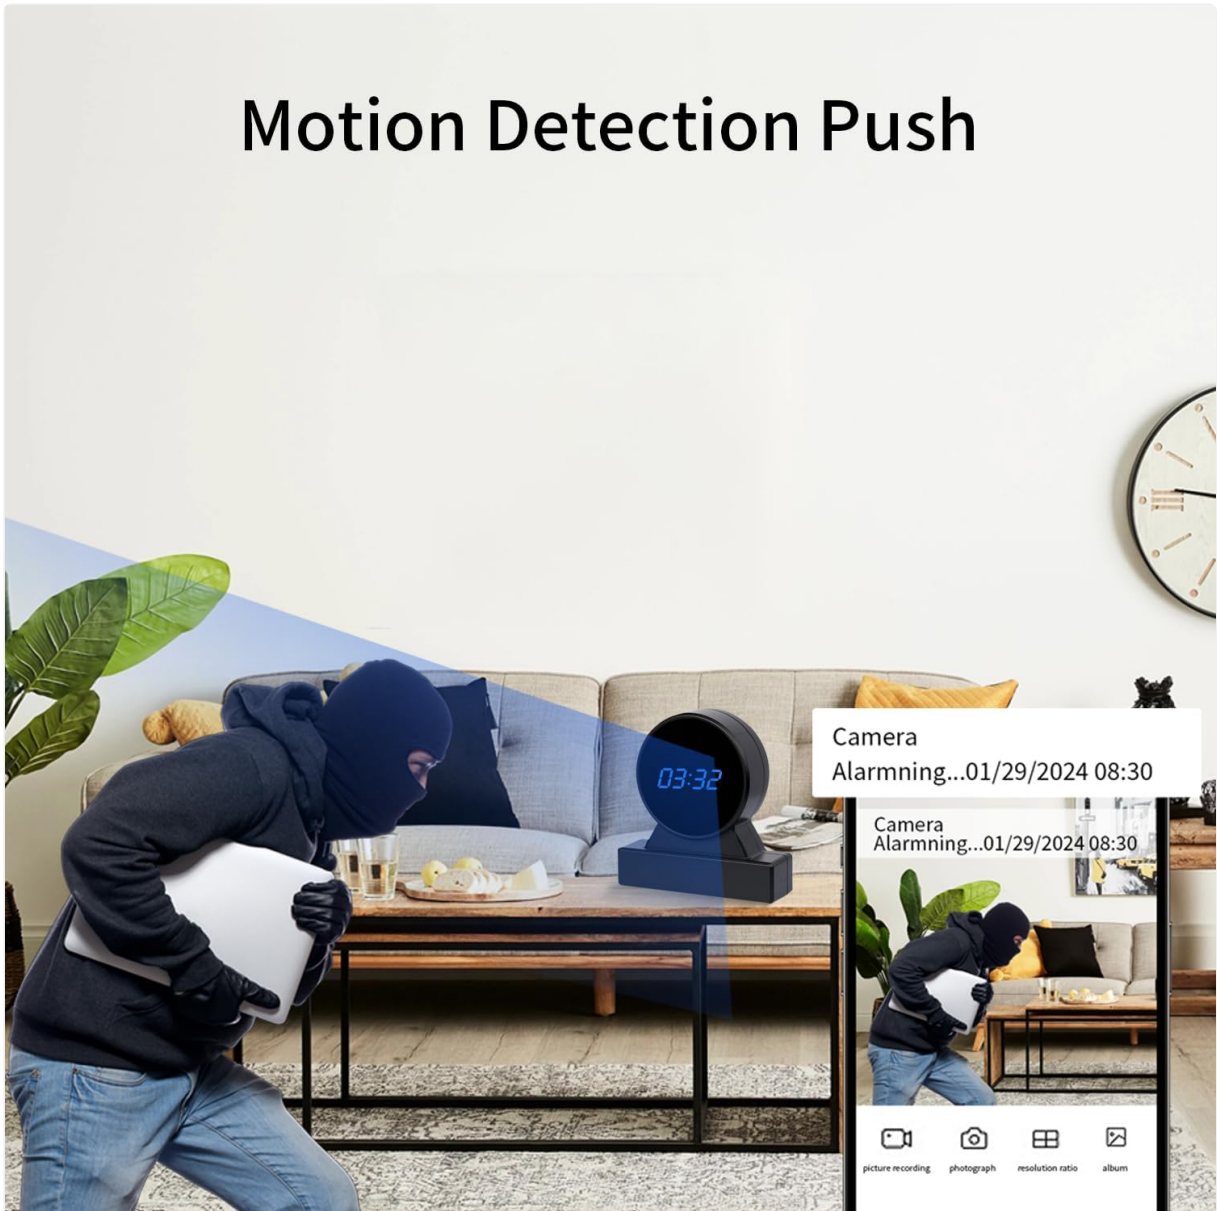 Motion Detection Push
03:32
Camera
Alarmning...01/29/2024 08:30
Camera
Alarmning...01/29/2024 08:30
picture recording
photograph
resolution ratio
album